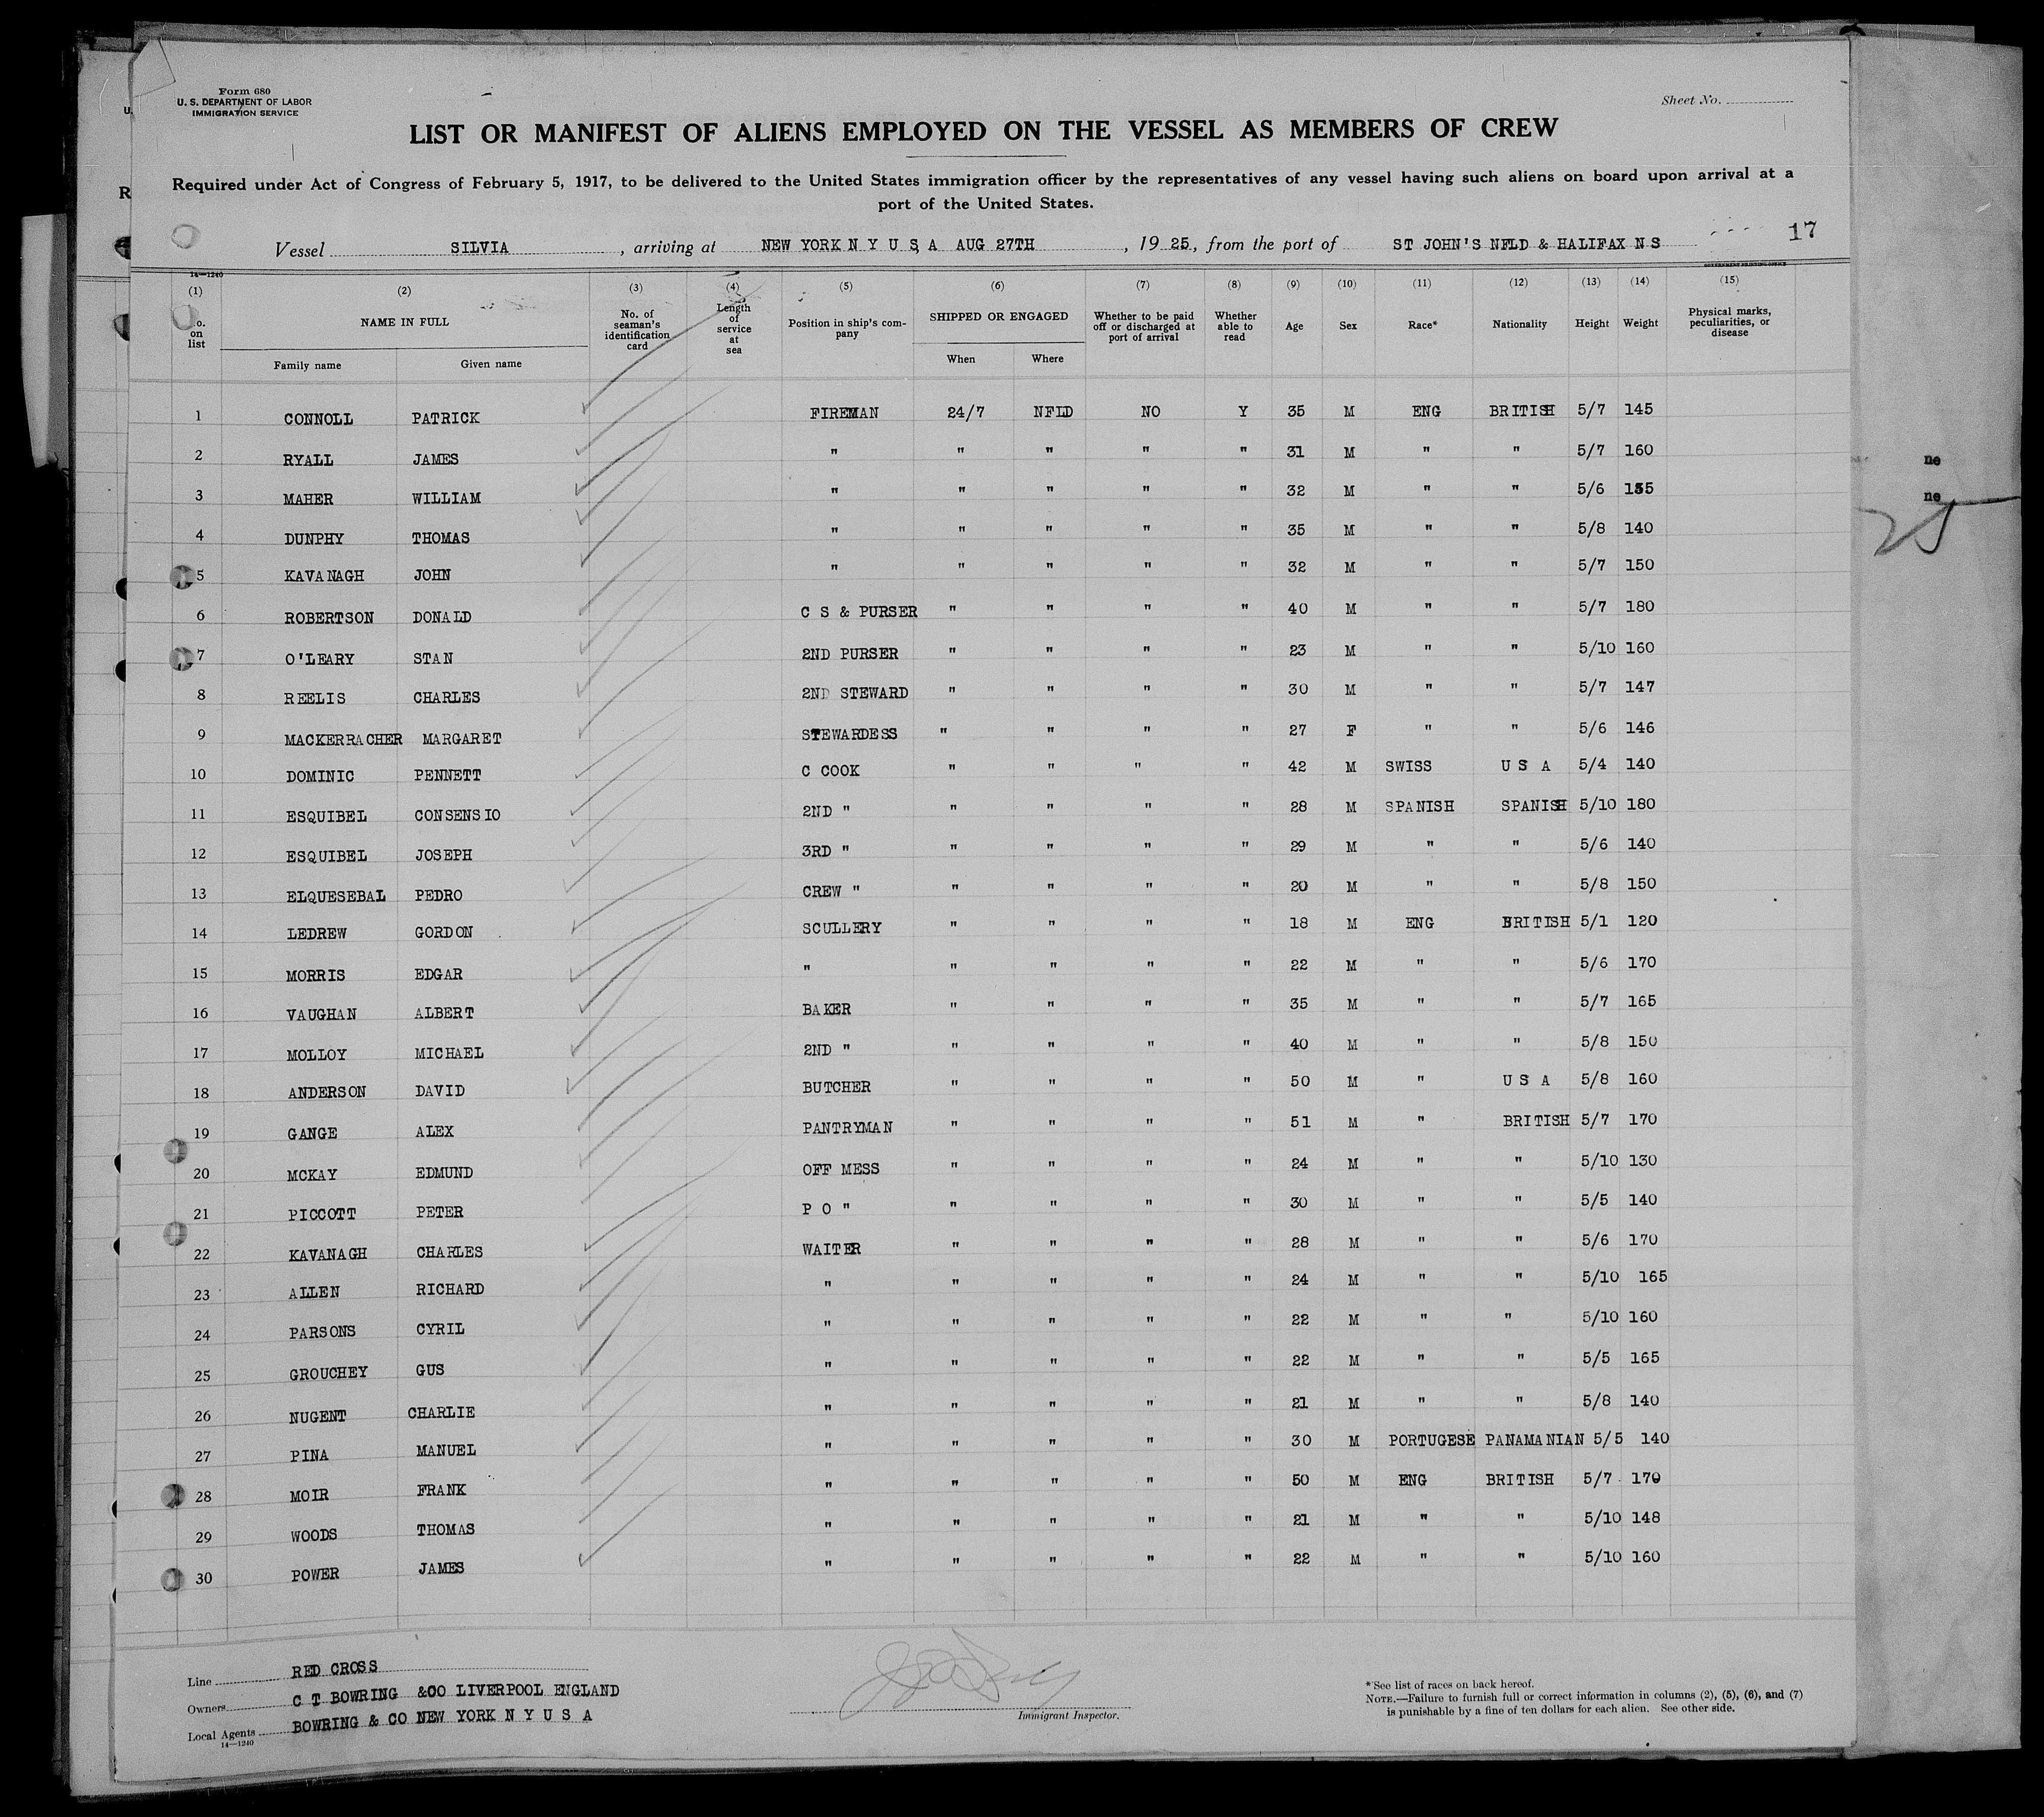 Form 680
U. S. DEPARTMENT OF LABOR
IMMIGRATION SERVICE
Sheet No.
LIST OR MANIFEST OF ALIENS EMPLOYED ON THE VESSEL AS MEMBERS OF CREW
Required under Act of Congress of February 5, 1917, to be delivered to the United States immigration officer by the representatives of any vessel having such aliens on board upon arrival at a
port of the United States.
17
Vessel SILVIA, arriving at NEW YORK N Y U S A AUG 27TH, 1925, from the port of ST JOHN'S NFLD & HALIFAX N S
14—1240
GOVERNMENT PRINTING OFFICE
(1) (2) (3) (4) (5) (6) (7) (8) (9) (10) (11) (12) (13) (14) (15)
o. on list NAME IN FULL Family name Given name No. of seaman's identification card Length of service at sea Position in ship's company SHIPPED OR ENGAGED When Where Whether to be paid off or discharged at port of arrival Whether able to read Age Sex Race* Nationality Height Weight Physical marks, peculiarities, or disease
1 CONNOLL PATRICK FIREMAN 24/7 NFLD NO Y 35 M ENG BRITISH 5/7 145
2 RYALL JAMES " " " " " 31 M " " 5/7 160
3 MAHER WILLIAM " " " " " 32 M " " 5/6
4 DUNPHY THOMAS " " " " " 35 M " " 5/8 140
5 KAVANAGH JOHN " " " " " 32 M " " 5/7 150
6 ROBERTSON DONALD C S & PURSER " " " " 40 M " " 5/7 180
7 O'LEARY STAN 2ND PURSER " " " " 23 M " " 5/10 160
8 REELIS CHARLES 2ND STEWARD " " " " 30 M " " 5/7 147
9 MACKERRACHER MARGARET STEWARDESS " " " " 27 F " " 5/6 146
10 DOMINIC PENNETT C COOK " " " " 42 M SWISS U S A 5/4 140
11 ESQUIBEL CONSENSIO 2ND " " " " " 28 M SPANISH SPANISH 5/10 180
12 ESQUIBEL JOSEPH 3RD " " " " " 29 M " " 5/6 140
13 ELQUESEBAL PEDRO CREW " " " " " 20 M " " 5/8 150
14 LEDREW GORDON SCULLERY " " " " 18 M ENG BRITISH 5/1 120
15 MORRIS EDGAR " " " " " 22 M " " 5/6 170
16 VAUGHAN ALBERT BAKER " " " " 35 M " " 5/7 165
17 MOLLOY MICHAEL 2ND " " " " " 40 M " " 5/8 150
18 ANDERSON DAVID BUTCHER " " " " 50 M " U S A 5/8 160
19 GANGE ALEX PANTRYMAN " " " " 51 M " BRITISH 5/7 170
20 MCKAY EDMUND OFF MESS " " " " 24 M " " 5/10 130
21 PICCOTT PETER P O " " " " " 30 M " " 5/5 140
22 KAVANAGH CHARLES WAITER " " " " 28 M " " 5/6 170
23 ALLEN RICHARD " " " " " 24 M " " 5/10 165
24 PARSONS CYRIL " " " " " 22 M " " 5/10 160
25 GROUCHEY GUS " " " " " 22 M " " 5/5 165
26 NUGENT CHARLIE " " " " " 21 M " " 5/8 140
27 PINA MANUEL " " " " " 30 M PORTUGESE PANAMANIAN 5/5 140
28 MOIR FRANK " " " " " 50 M ENG BRITISH 5/7 170
29 WOODS THOMAS " " " " " 21 M " " 5/10 148
30 POWER JAMES " " " " " 22 M " " 5/10 160
ne
ne
25
Line RED CROSS
Owners C T BOWRING &CO LIVERPOOL ENGLAND
Local Agents BOWRING & CO NEW YORK N Y U S A
14—1240
Immigrant Inspector.
* See list of races on back hereof.
NOTE.—Failure to furnish full or correct information in columns (2), (5), (6), and (7)
is punishable by a fine of ten dollars for each alien. See other side.